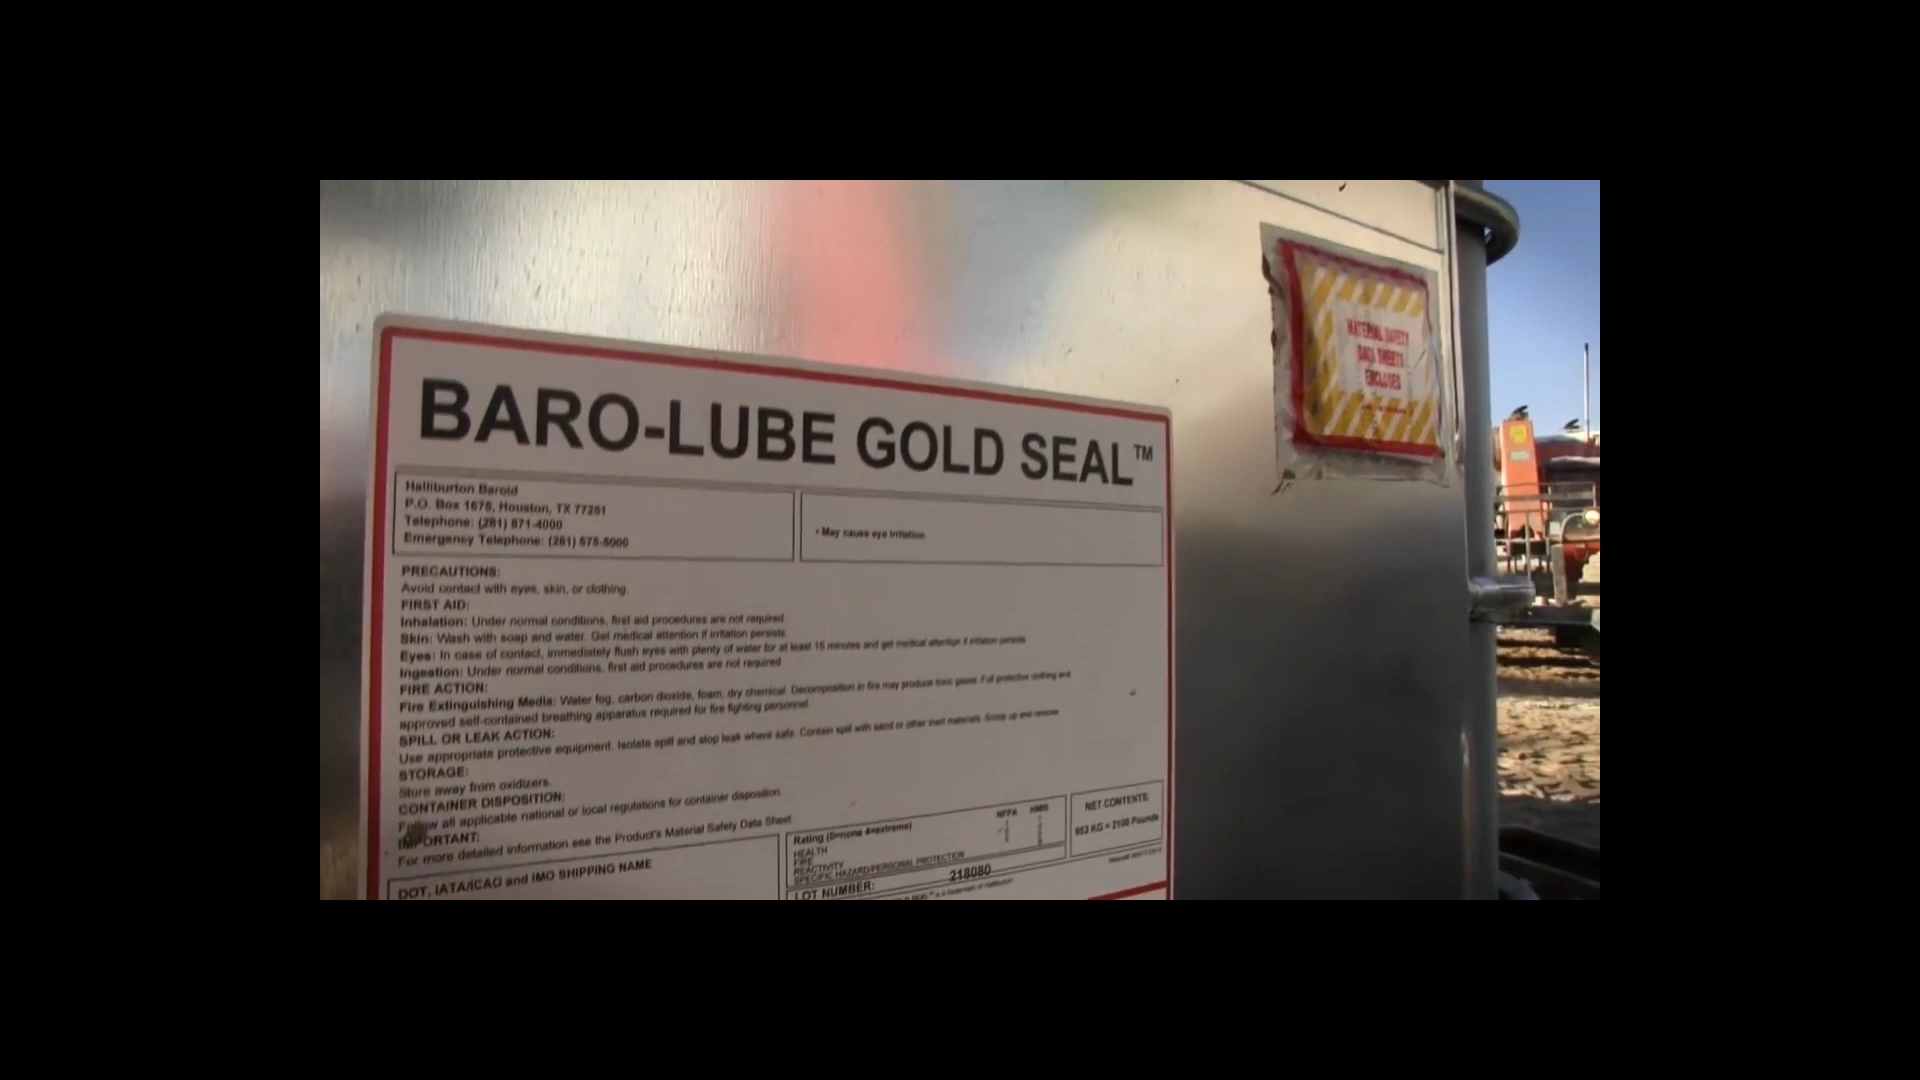 BARO-LUBE GOLD SEAL™
Halliburton Baroid
P.O. Box 1675, Houston, TX 77251
Telephone: (281) 871-4000
Emergency Telephone: (281) 575-5000
• May cause eye irritation
PRECAUTIONS:
Avoid contact with eyes, skin, or clothing.
FIRST AID:
Inhalation: Under normal conditions, first aid procedures are not required
Skin: Wash with soap and water. Get medical attention if irritation persists
Eyes: In case of contact, immediately flush eyes with plenty of water for at least 15 minutes and get medical attention if irritation persists
Ingestion: Under normal conditions, first aid procedures are not required
FIRE ACTION:
Fire Extinguishing Media: Water fog, carbon dioxide, foam, dry chemical. Decomposition in fire may produce toxic gases. Full protective clothing and
approved self-contained breathing apparatus required for fire fighting personnel.
SPILL OR LEAK ACTION:
Use appropriate protective equipment. Isolate spill and stop leak where safe. Contain spill with sand or other inert materials. Scoop up and remove
STORAGE:
Store away from oxidizers.
CONTAINER DISPOSITION:
Follow all applicable national or local regulations for container disposition.
IMPORTANT:
For more detailed information see the Product's Material Safety Data Sheet
DOT, IATA/ICAO and IMO SHIPPING NAME
Rating (0=none 4=extreme) NFPA HMIS
HEALTH
FIRE
REACTIVITY
SPECIFIC HAZARD/PERSONAL PROTECTION
LOT NUMBER: 218080
NET CONTENTS:
953 KG = 2100 Pounds
MATERIAL SAFETY
DATA SHEETS
ENCLOSED